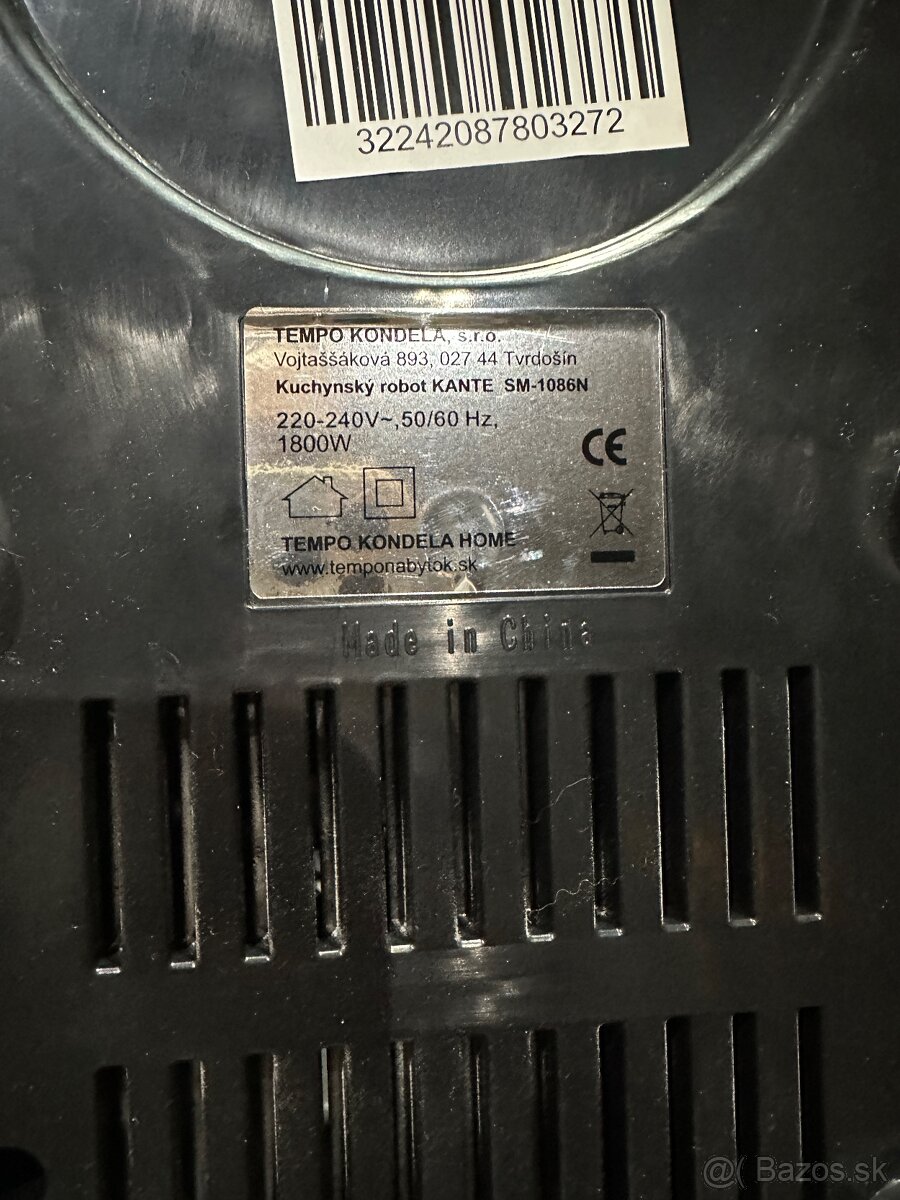 32242087803272
TEMPO KONDELA, s.r.o.
Vojtaššáková 893, 027 44 Tvrdošín
Kuchynský robot KANTE SM-1086N
220-240V~,50/60 Hz,
1800W
CE
TEMPO KONDELA HOME
www.temponabytok.sk
Made in China
@( Bazos.sk